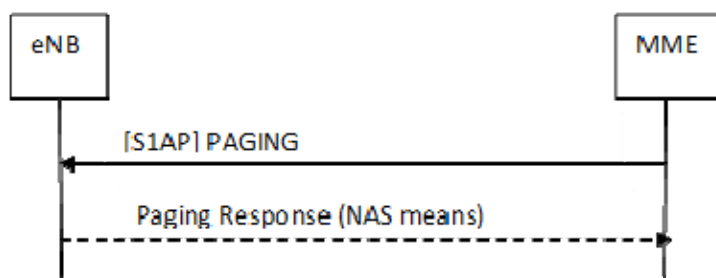 eNB
MME
[S1AP] PAGING
Paging Response (NAS means)